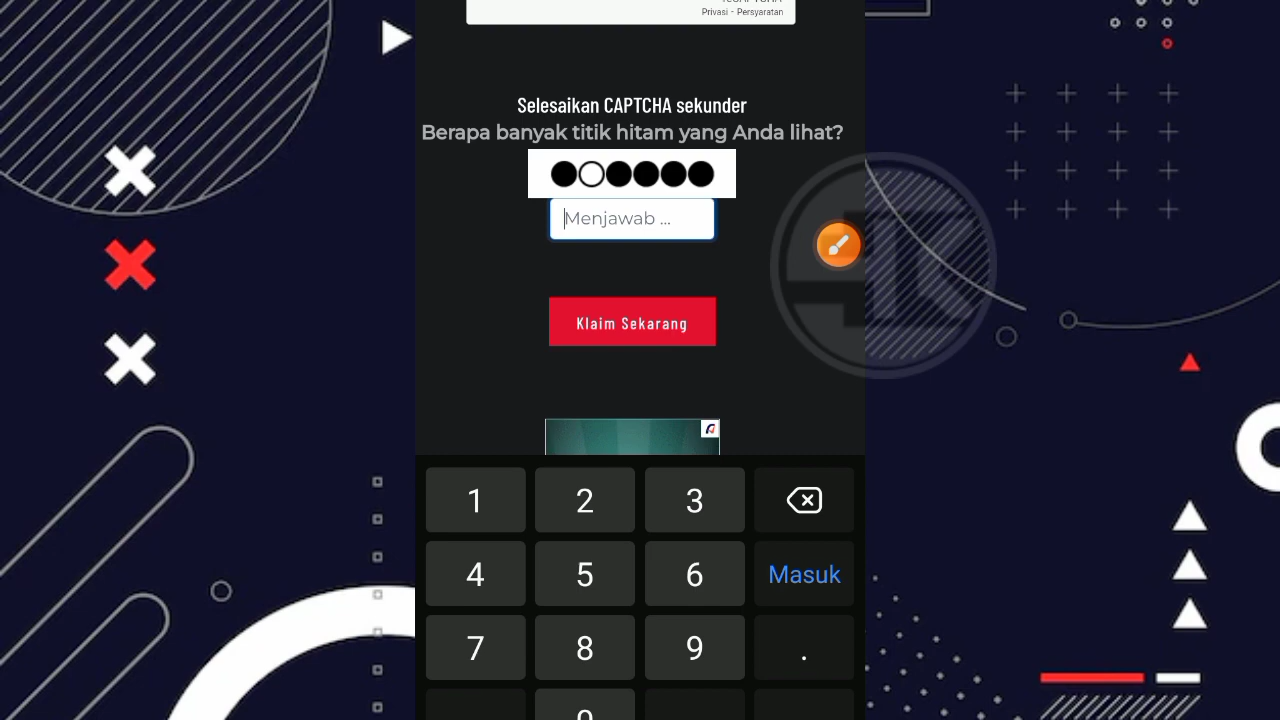 Privasi - Persyaratan
Selesaikan CAPTCHA sekunder
Berapa banyak titik hitam yang Anda lihat?
Menjawab ...
Klaim Sekarang
1 2 3
4 5 6 Masuk
7 8 9 .